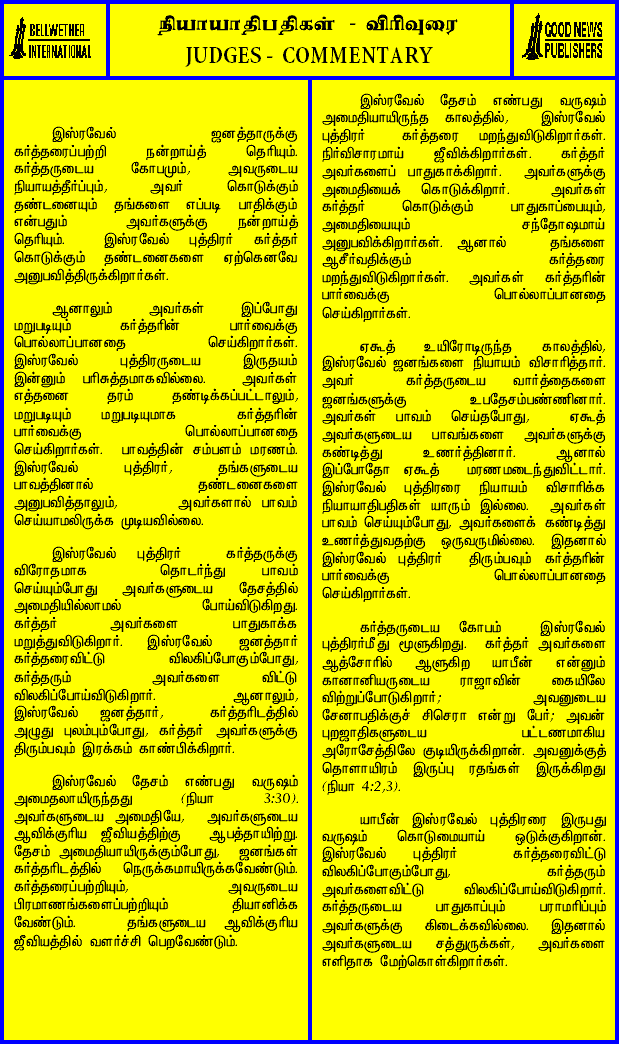 BELLWETHER
INTERNATIONAL
நியாயாதிபதிகள் - விரிவுரை
JUDGES - COMMENTARY
GOOD NEWS
PUBLISHERS
இஸ்ரவேல் ஜனத்தாருக்கு
கர்த்தரைப்பற்றி நன்றாய்த் தெரியும்.
கர்த்தருடைய கோபமும், அவருடைய
நியாயத்தீர்ப்பும், அவர் கொடுக்கும்
தண்டனையும் தங்களை எப்படி பாதிக்கும்
என்பதும் அவர்களுக்கு நன்றாய்த்
தெரியும். இஸ்ரவேல் புத்திரர் கர்த்தர்
கொடுக்கும் தண்டனைகளை ஏற்கெனவே
அனுபவித்திருக்கிறார்கள்.
ஆனாலும் அவர்கள் இப்போது
மறுபடியும் கர்த்தரின் பார்வைக்கு
பொல்லாப்பானதை செய்கிறார்கள்.
இஸ்ரவேல் புத்திரருடைய இருதயம்
இன்னும் பரிசுத்தமாகவில்லை. அவர்கள்
எத்தனை தரம் தண்டிக்கப்பட்டாலும்,
மறுபடியும் மறுபடியுமாக கர்த்தரின்
பார்வைக்கு பொல்லாப்பானதை
செய்கிறார்கள். பாவத்தின் சம்பளம் மரணம்.
இஸ்ரவேல் புத்திரர், தங்களுடைய
பாவத்தினால் தண்டனைகளை
அனுபவித்தாலும், அவர்களால் பாவம்
செய்யாமலிருக்க முடியவில்லை.
இஸ்ரவேல் புத்திரர் கர்த்தருக்கு
விரோதமாக தொடர்ந்து பாவம்
செய்யும்போது அவர்களுடைய தேசத்தில்
அமைதியில்லாமல் போய்விடுகிறது.
கர்த்தர் அவர்களை பாதுகாக்க
மறுத்துவிடுகிறார். இஸ்ரவேல் ஜனத்தார்
கர்த்தரைவிட்டு விலகிப்போகும்போது,
கர்த்தரும் அவர்களை விட்டு
விலகிப்போய்விடுகிறார். ஆனாலும்,
இஸ்ரவேல் ஜனத்தார், கர்த்தரிடத்தில்
அழுது புலம்பும்போது, கர்த்தர் அவர்களுக்கு
திரும்பவும் இரக்கம் காண்பிக்கிறார்.
இஸ்ரவேல் தேசம் எண்பது வருஷம்
அமைதலாயிருந்தது (நியா 3:30).
அவர்களுடைய அமைதியே, அவர்களுடைய
ஆவிக்குரிய ஜீவியத்திற்கு ஆபத்தாயிற்று.
தேசம் அமைதியாயிருக்கும்போது, ஜனங்கள்
கர்த்தரிடத்தில் நெருக்கமாயிருக்கவேண்டும்.
கர்த்தரைப்பற்றியும், அவருடைய
பிரமாணங்களைப்பற்றியும் தியானிக்க
வேண்டும். தங்களுடைய ஆவிக்குரிய
ஜீவியத்தில் வளர்ச்சி பெறவேண்டும்.
இஸ்ரவேல் தேசம் எண்பது வருஷம்
அமைதியாயிருந்த காலத்தில், இஸ்ரவேல்
புத்திரர் கர்த்தரை மறந்துவிடுகிறார்கள்.
நிர்விசாரமாய் ஜீவிக்கிறார்கள். கர்த்தர்
அவர்களைப் பாதுகாக்கிறார். அவர்களுக்கு
அமைதியைக் கொடுக்கிறார். அவர்கள்
கர்த்தர் கொடுக்கும் பாதுகாப்பையும்,
அமைதியையும் சந்தோஷமாய்
அனுபவிக்கிறார்கள். ஆனால் தங்களை
ஆசீர்வதிக்கும் கர்த்தரை
மறந்துவிடுகிறார்கள். அவர்கள் கர்த்தரின்
பார்வைக்கு பொல்லாப்பானதை
செய்கிறார்கள்.
ஏகூத் உயிரோடிருந்த காலத்தில்,
இஸ்ரவேல் ஜனங்களை நியாயம் விசாரித்தார்.
அவர் கர்த்தருடைய வார்த்தைகளை
ஜனங்களுக்கு உபதேசம்பண்ணினார்.
அவர்கள் பாவம் செய்தபோது, ஏகூத்
அவர்களுடைய பாவங்களை அவர்களுக்கு
கண்டித்து உணர்த்தினார். ஆனால்
இப்போதோ ஏகூத் மரணமடைந்துவிட்டார்.
இஸ்ரவேல் புத்திரரை நியாயம் விசாரிக்க
நியாயாதிபதிகள் யாரும் இல்லை. அவர்கள்
பாவம் செய்யும்போது, அவர்களைக் கண்டித்து
உணர்த்துவதற்கு ஒருவருமில்லை. இதனால்
இஸ்ரவேல் புத்திரர் திரும்பவும் கர்த்தரின்
பார்வைக்கு பொல்லாப்பானதை
செய்கிறார்கள்.
கர்த்தருடைய கோபம் இஸ்ரவேல்
புத்திரர்மீது மூளுகிறது. கர்த்தர் அவர்களை
ஆத்சோரில் ஆளுகிற யாபீன் என்னும்
கானானியருடைய ராஜாவின் கையிலே
விற்றுப்போடுகிறார்; அவனுடைய
சேனாபதிக்குச் சிசெரா என்று பேர்; அவன்
புறஜாதிகளுடைய பட்டணமாகிய
அரோசேத்திலே குடியிருக்கிறான். அவனுக்குத்
தொளாயிரம் இருப்பு ரதங்கள் இருக்கிறது
(நியா 4:2,3).
யாபீன் இஸ்ரவேல் புத்திரரை இருபது
வருஷம் கொடுமையாய் ஒடுக்குகிறான்.
இஸ்ரவேல் புத்திரர் கர்த்தரைவிட்டு
விலகிப்போகும்போது, கர்த்தரும்
அவர்களைவிட்டு விலகிப்போய்விடுகிறார்.
கர்த்தருடைய பாதுகாப்பும் பராமரிப்பும்
அவர்களுக்கு கிடைக்கவில்லை. இதனால்
அவர்களுடைய சத்துருக்கள், அவர்களை
எளிதாக மேற்கொள்கிறார்கள்.